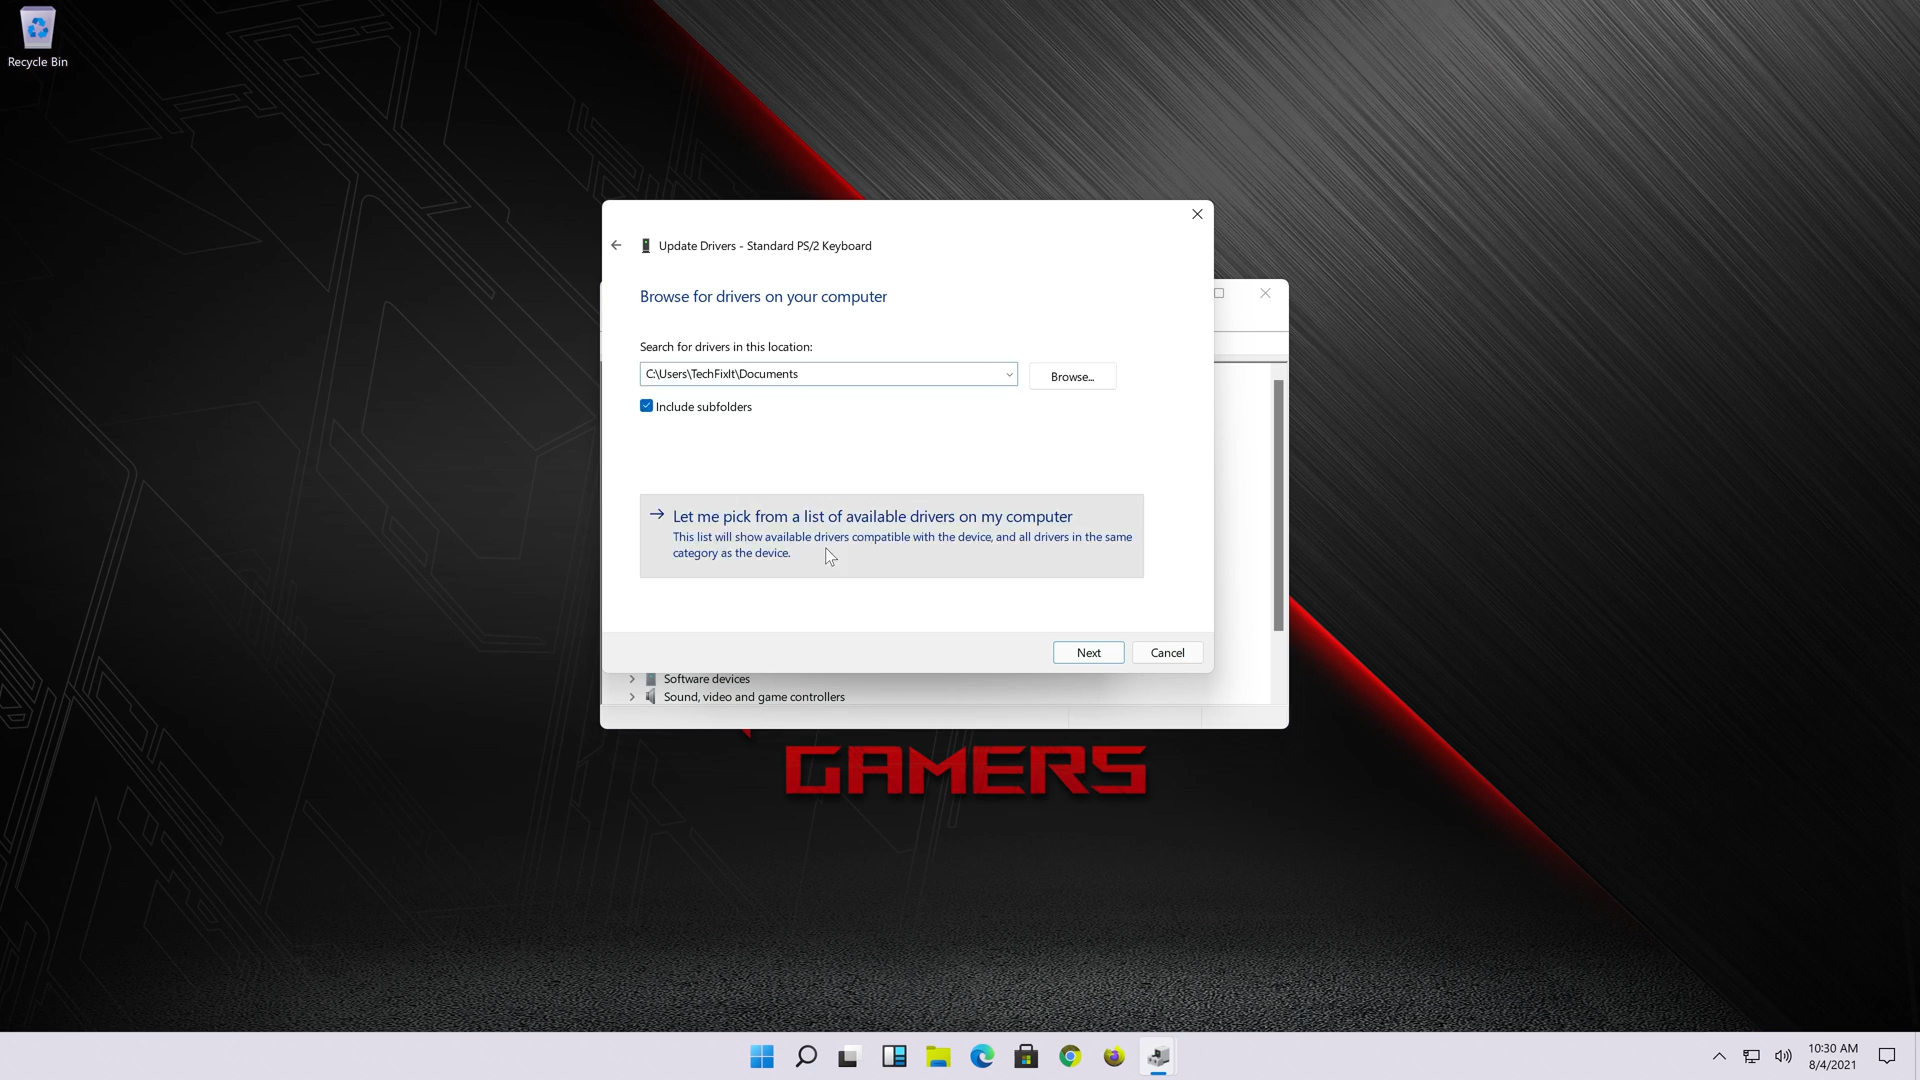 Recycle Bin
Update Drivers - Standard PS/2 Keyboard
Browse for drivers on your computer
Search for drivers in this location:
C:\Users\TechFixIt\Documents
Browse...
Include subfolders
Let me pick from a list of available drivers on my computer
This list will show available drivers compatible with the device, and all drivers in the same
category as the device.
Next
Cancel
Software devices
Sound, video and game controllers
GAMERS
10:30 AM
8/4/2021